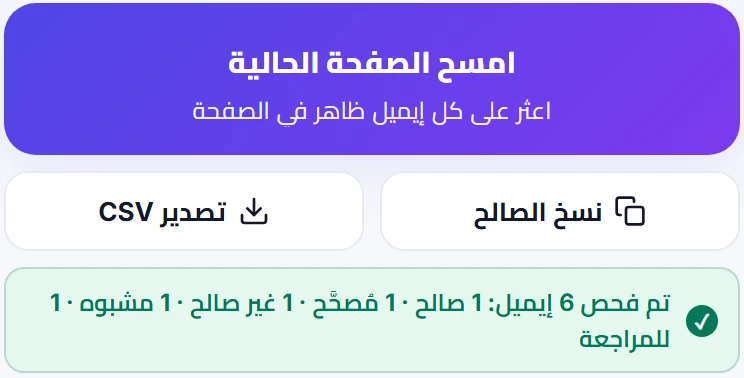 امسح الصفحة الحالية
اعثر على كل إيميل ظاهر في الصفحة
نسخ الصالح
تصدير CSV
تم فحص 6 إيميل: 1 صالح · 1 مُصحَّح · 1 غير صالح · 1 مشبوه · 1
للمراجعة